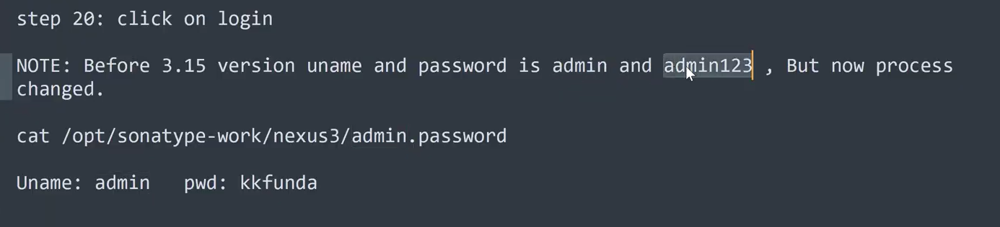 step 20: click on login
NOTE: Before 3.15 version uname and password is admin and admin123 , But now process
changed.
cat /opt/sonatype-work/nexus3/admin.password
Uname: admin   pwd: kkfunda